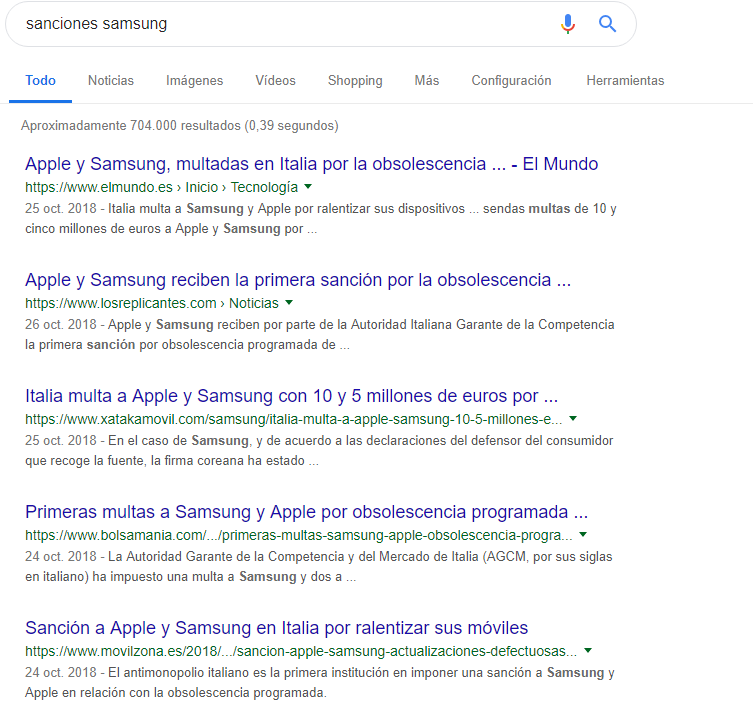 sanciones samsung
Todo Noticias Imágenes Vídeos Shopping Más Configuración Herramientas
Aproximadamente 704.000 resultados (0,39 segundos)
Apple y Samsung, multadas en Italia por la obsolescencia ... - El Mundo
https://www.elmundo.es › Inicio › Tecnología
25 oct. 2018 - Italia multa a Samsung y Apple por ralentizar sus dispositivos ... sendas multas de 10 y
cinco millones de euros a Apple y Samsung por ...
Apple y Samsung reciben la primera sanción por la obsolescencia ...
https://www.losreplicantes.com › Noticias
26 oct. 2018 - Apple y Samsung reciben por parte de la Autoridad Italiana Garante de la Competencia
la primera sanción por obsolescencia programada de ...
Italia multa a Apple y Samsung con 10 y 5 millones de euros por ...
https://www.xatakamovil.com/samsung/italia-multa-a-apple-samsung-10-5-millones-e...
25 oct. 2018 - En el caso de Samsung, y de acuerdo a las declaraciones del defensor del consumidor
que recoge la fuente, la firma coreana ha estado ...
Primeras multas a Samsung y Apple por obsolescencia programada ...
https://www.bolsamania.com/.../primeras-multas-samsung-apple-obsolescencia-progra...
24 oct. 2018 - La Autoridad Garante de la Competencia y del Mercado de Italia (AGCM, por sus siglas
en italiano) ha impuesto una multa a Samsung y dos a ...
Sanción a Apple y Samsung en Italia por ralentizar sus móviles
https://www.movilzona.es/2018/.../sancion-apple-samsung-actualizaciones-defectuosas...
24 oct. 2018 - El antimonopolio italiano es la primera institución en imponer una sanción a Samsung y
Apple en relación con la obsolescencia programada.